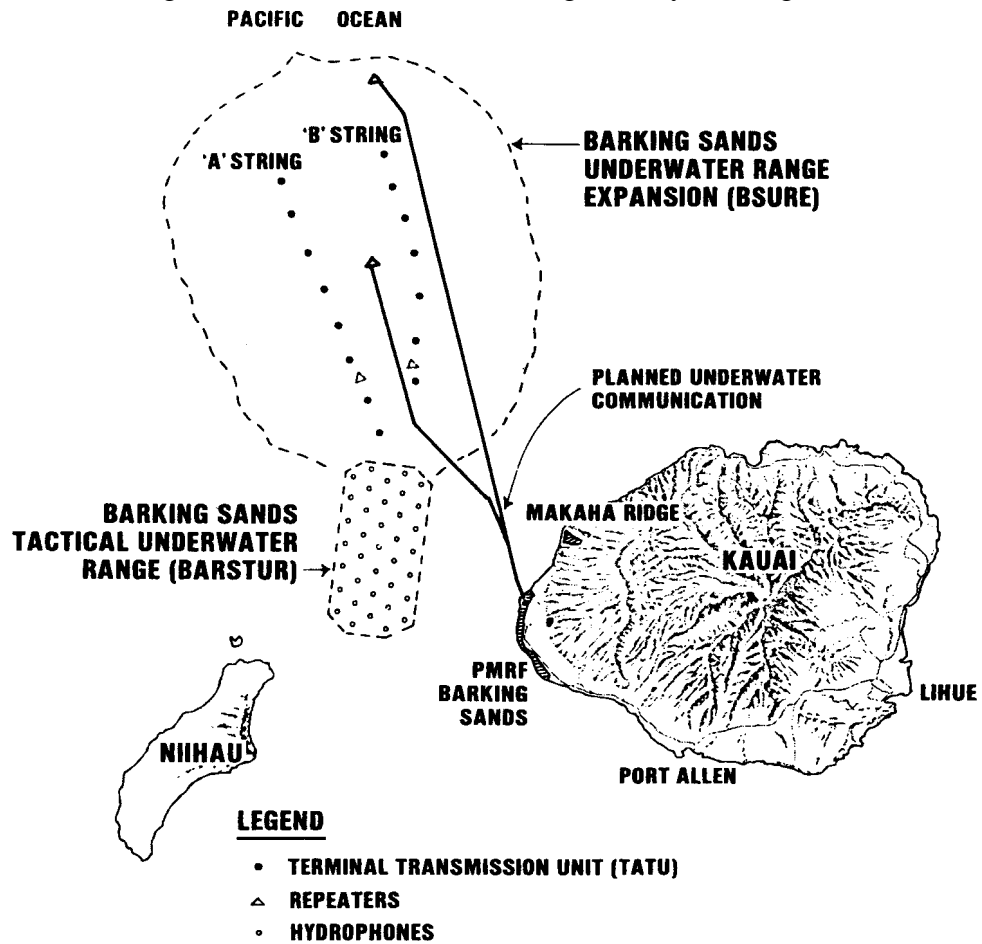 PACIFIC OCEAN
'B' STRING
'A' STRING
BARKING SANDS
UNDERWATER RANGE
EXPANSION (BSURE)
PLANNED UNDERWATER
COMMUNICATION
BARKING SANDS
TACTICAL UNDERWATER
RANGE (BARSTUR)
MAKAHA RIDGE
KAUAI
PMRF
BARKING
SANDS
LIHUE
NIIHAU
PORT ALLEN
LEGEND
TERMINAL TRANSMISSION UNIT (TATU)
REPEATERS
HYDROPHONES